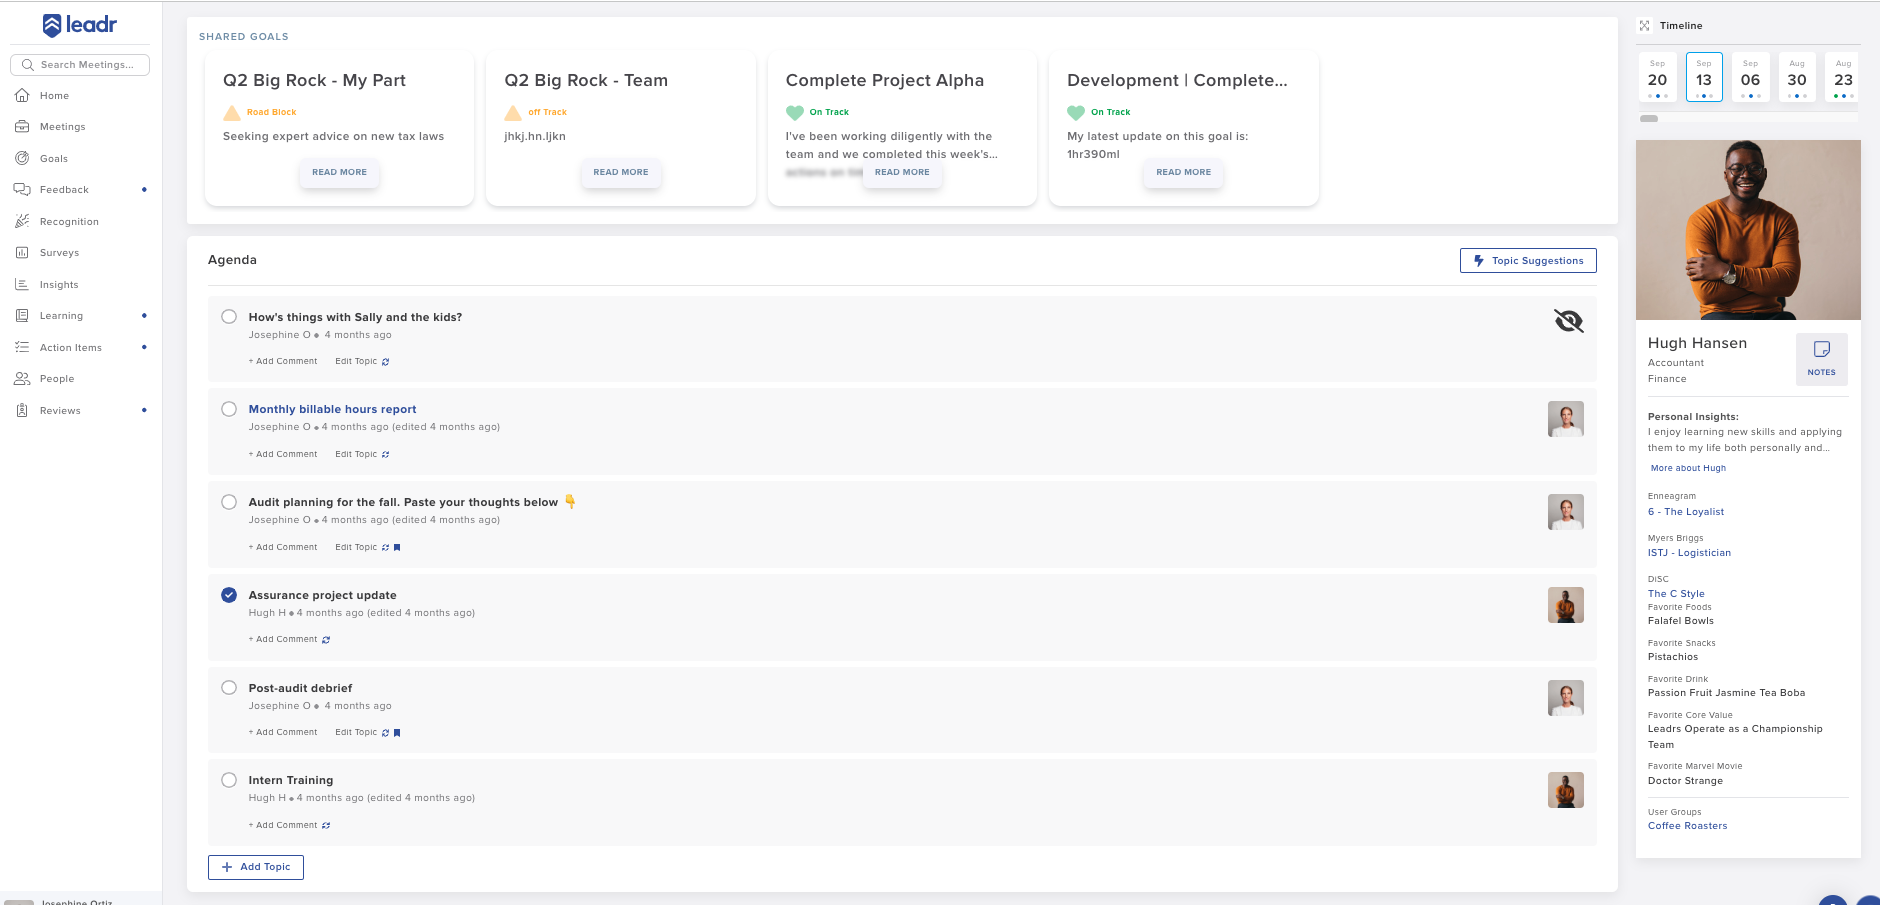 leadr
Search Meetings...
Home
Meetings
Goals
Feedback
Recognition
Surveys
Insights
Learning
Action Items
People
Reviews
Josephine Ortiz
SHARED GOALS
Q2 Big Rock - My Part
Road Block
Seeking expert advice on new tax laws
READ MORE
Q2 Big Rock - Team
off Track
jhkj.hn.ljkn
READ MORE
Complete Project Alpha
On Track
I've been working diligently with the
team and we completed this week's...
actions on
READ MORE
Development | Complete...
On Track
My latest update on this goal is:
1hr390ml
READ MORE
Agenda
Topic Suggestions
How's things with Sally and the kids?
Josephine O • 4 months ago
+ Add Comment Edit Topic
Monthly billable hours report
Josephine O • 4 months ago (edited 4 months ago)
+ Add Comment Edit Topic
Audit planning for the fall. Paste your thoughts below 👇
Josephine O • 4 months ago (edited 4 months ago)
+ Add Comment Edit Topic
Assurance project update
Hugh H • 4 months ago (edited 4 months ago)
+ Add Comment
Post-audit debrief
Josephine O • 4 months ago
+ Add Comment Edit Topic
Intern Training
Hugh H • 4 months ago (edited 4 months ago)
+ Add Comment
+ Add Topic
Timeline
Sep Sep Sep Aug Aug
20 13 06 30 23
Hugh Hansen
Accountant
Finance
NOTES
Personal Insights:
I enjoy learning new skills and applying
them to my life both personally and...
More about Hugh
Enneagram
6 - The Loyalist
Myers Briggs
ISTJ - Logistician
DiSC
The C Style
Favorite Foods
Falafel Bowls
Favorite Snacks
Pistachios
Favorite Drink
Passion Fruit Jasmine Tea Boba
Favorite Core Value
Leadrs Operate as a Championship
Team
Favorite Marvel Movie
Doctor Strange
User Groups
Coffee Roasters